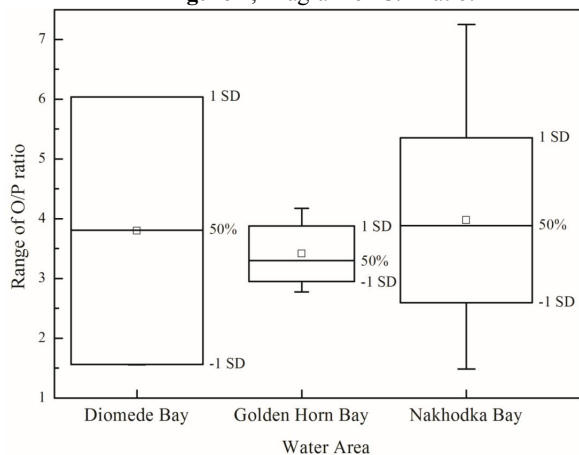 7
6
5
4
3
2
1
Range of O/P ratio
1 SD
50%
-1 SD
1 SD
50%
-1 SD
1 SD
50%
-1 SD
Diomede Bay Golden Horn Bay Nakhodka Bay
Water Area